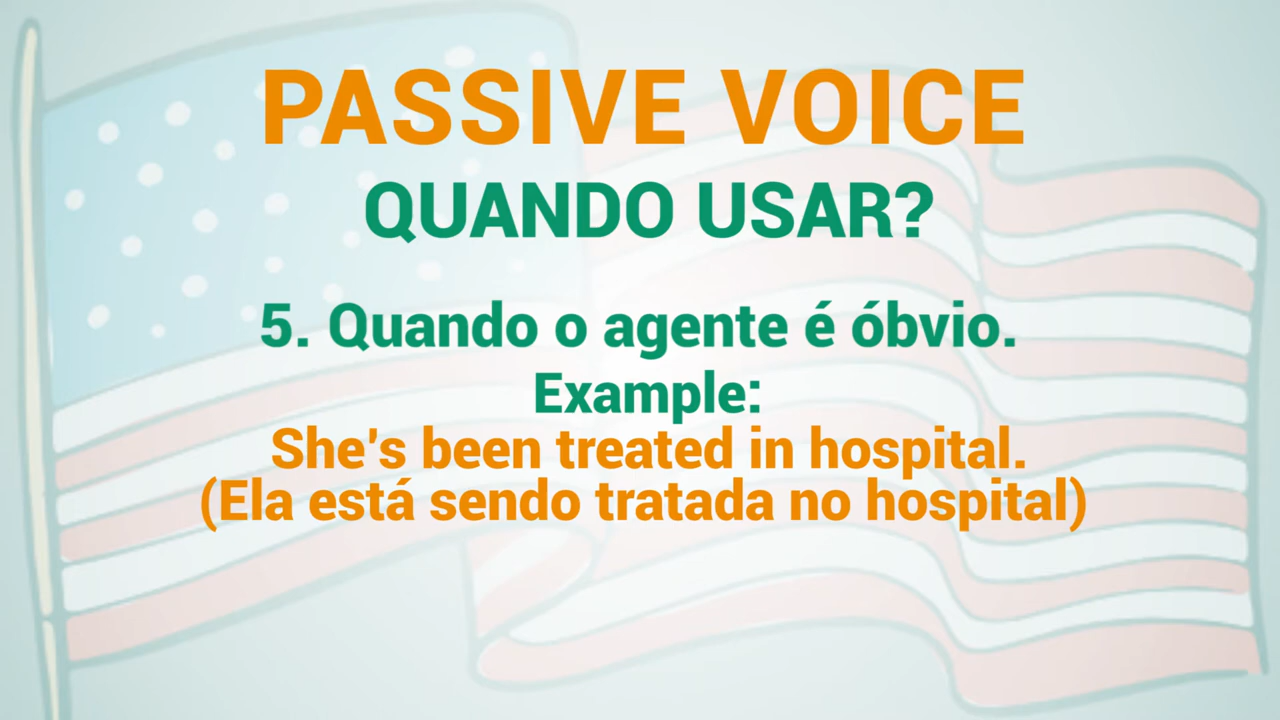 PASSIVE VOICE
QUANDO USAR?
5. Quando o agente é óbvio.
Example:
She's been treated in hospital.
(Ela está sendo tratada no hospital)